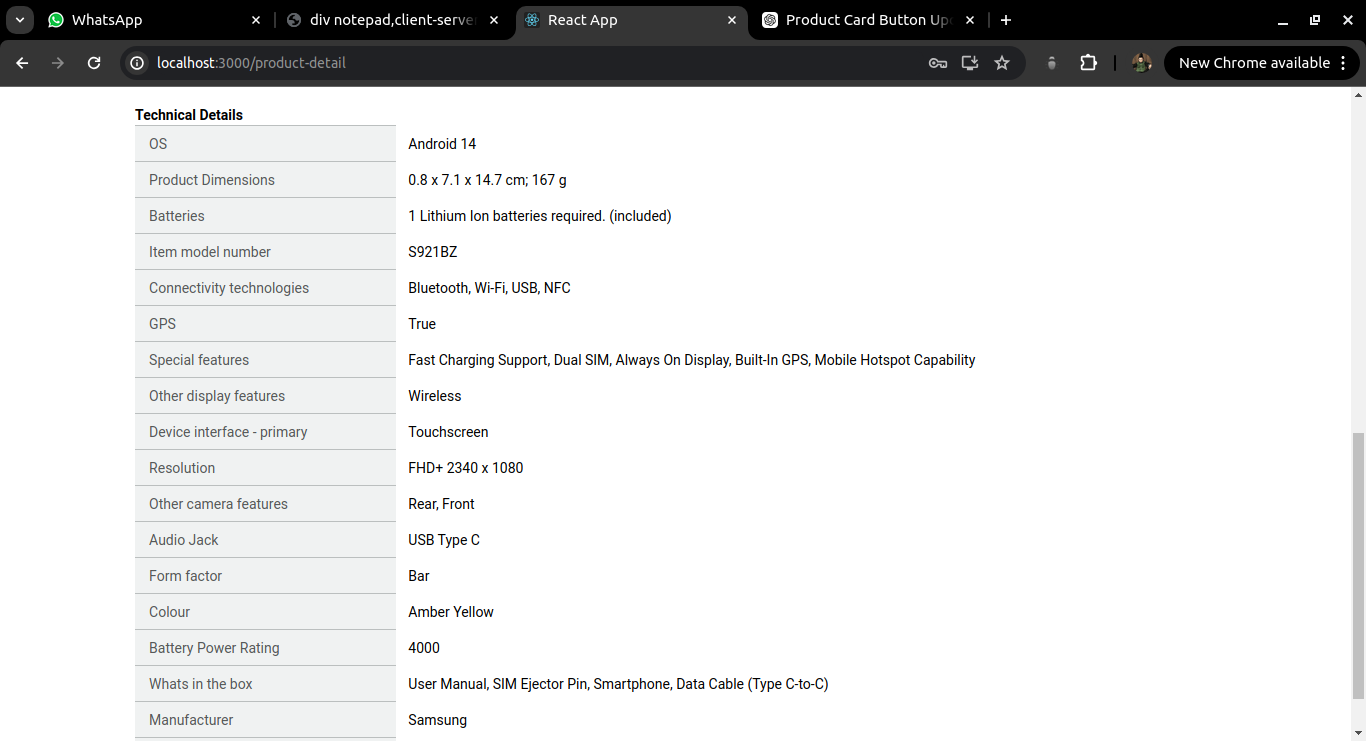 WhatsApp
div notepad,client-server
React App
Product Card Button Up
localhost:3000/product-detail
New Chrome available
Technical Details
OS Android 14
Product Dimensions 0.8 x 7.1 x 14.7 cm; 167 g
Batteries 1 Lithium Ion batteries required. (included)
Item model number S921BZ
Connectivity technologies Bluetooth, Wi-Fi, USB, NFC
GPS True
Special features Fast Charging Support, Dual SIM, Always On Display, Built-In GPS, Mobile Hotspot Capability
Other display features Wireless
Device interface - primary Touchscreen
Resolution FHD+ 2340 x 1080
Other camera features Rear, Front
Audio Jack USB Type C
Form factor Bar
Colour Amber Yellow
Battery Power Rating 4000
Whats in the box User Manual, SIM Ejector Pin, Smartphone, Data Cable (Type C-to-C)
Manufacturer Samsung